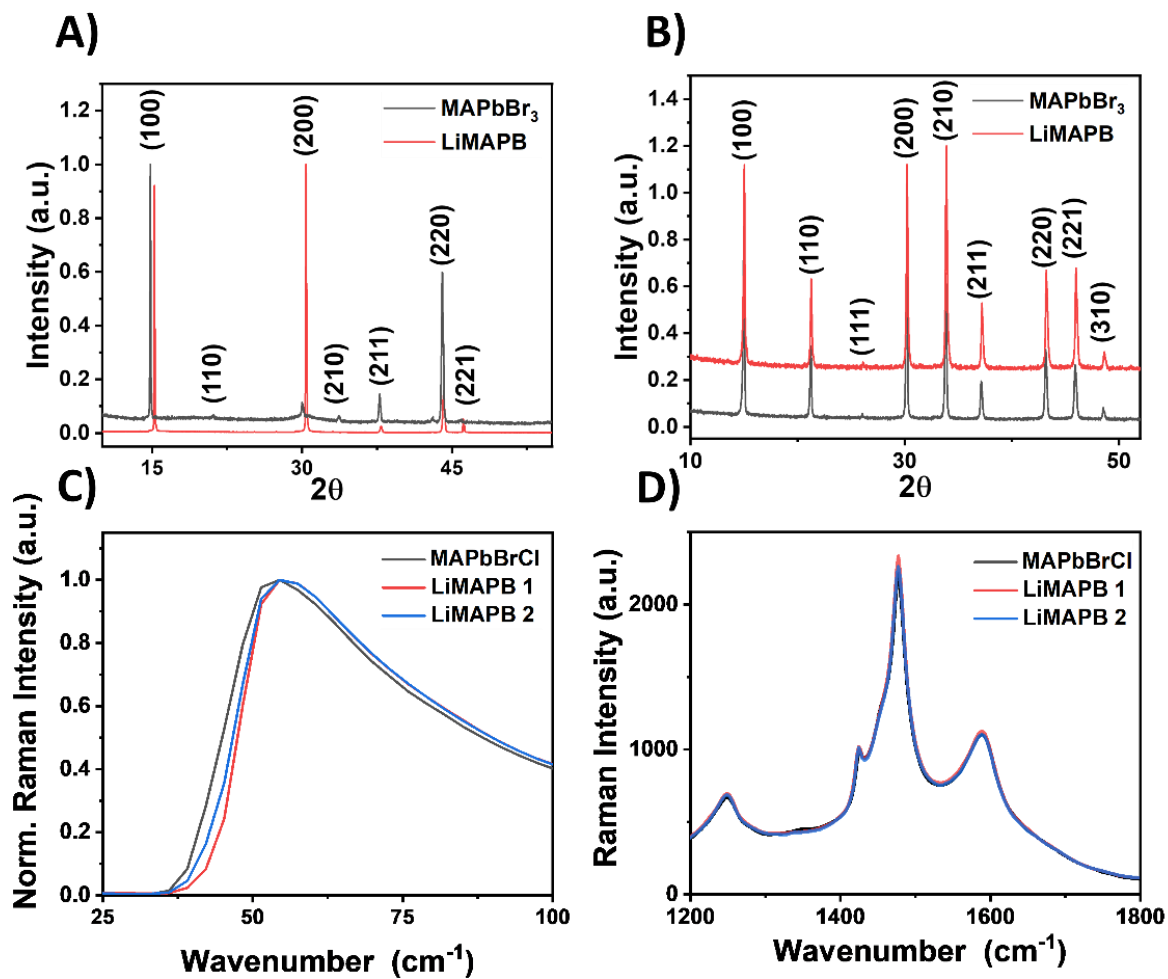 A)
Intensity (a.u.)
1.2
1.0
0.8
0.6
0.4
0.2
0.0
(100)
(110)
(200)
(210)
(211)
(220)
(221)
MAPbBr₃
LiMAPB
15
30
45
2θ
B)
Intensity (a.u.)
1.4
1.2
1.0
0.8
0.6
0.4
0.2
0.0
(100)
(110)
(111)
(200)
(210)
(211)
(220)
(221)
(310)
MAPbBr₃
LiMAPB
10
30
50
2θ
C)
Norm. Raman Intensity (a.u.)
1.0
0.8
0.6
0.4
0.2
0.0
MAPbBrCl
LiMAPB 1
LiMAPB 2
25
50
75
100
Wavenumber (cm⁻¹)
D)
Raman Intensity (a.u.)
2000
1000
0
MAPbBrCl
LiMAPB 1
LiMAPB 2
1200
1400
1600
1800
Wavenumber (cm⁻¹)